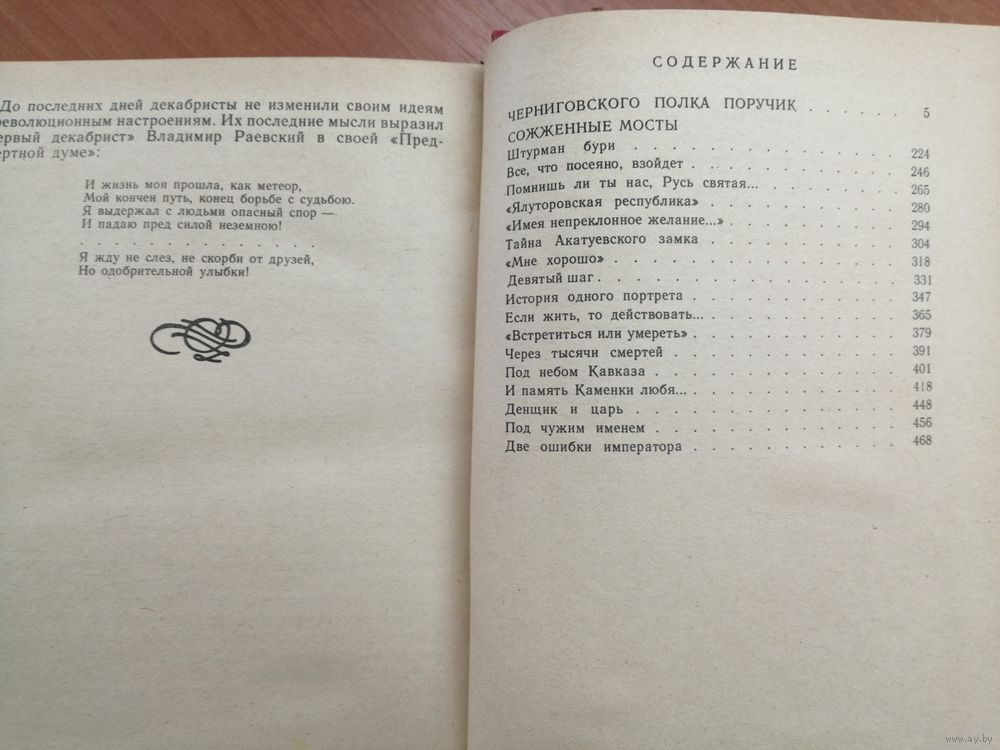 До последних дней декабристы не изменили своим идеям
революционным настроениям. Их последние мысли выразил
ервый декабрист» Владимир Раевский в своей «Пред-
ертной думе»:
И жизнь моя прошла, как метеор,
Мой кончен путь, конец борьбе с судьбою.
Я выдержал с людьми опасный спор —
И падаю пред силой неземною!
. . . . . . . . . . . . . . .
Я жду не слез, не скорби от друзей,
Но одобрительной улыбки!
СОДЕРЖАНИЕ
ЧЕРНИГОВСКОГО ПОЛКА ПОРУЧИК . . . . . 5
СОЖЖЕННЫЕ МОСТЫ
Штурман бури . . . . . . . . . . . . . 224
Все, что посеяно, взойдет . . . . . . . . . . . 246
Помнишь ли ты нас, Русь святая... . . . . . . . . 265
«Ялуторовская республика» . . . . . . . . . . 280
«Имея непреклонное желание...» . . . . . . . . . 294
Тайна Акатуевского замка . . . . . . . . . . 304
«Мне хорошо» . . . . . . . . . . . . . 318
Девятый шаг . . . . . . . . . . . . . . 331
История одного портрета . . . . . . . . . . 347
Если жить, то действовать... . . . . . . . . . . 365
«Встретиться или умереть» . . . . . . . . . . 379
Через тысячи смертей . . . . . . . . . . . 391
Под небом Кавказа . . . . . . . . . . . . 401
И память Каменки любя... . . . . . . . . . . 418
Денщик и царь . . . . . . . . . . . . . 448
Под чужим именем . . . . . . . . . . . . 456
Две ошибки императора . . . . . . . . . . . 468
www.ay.by